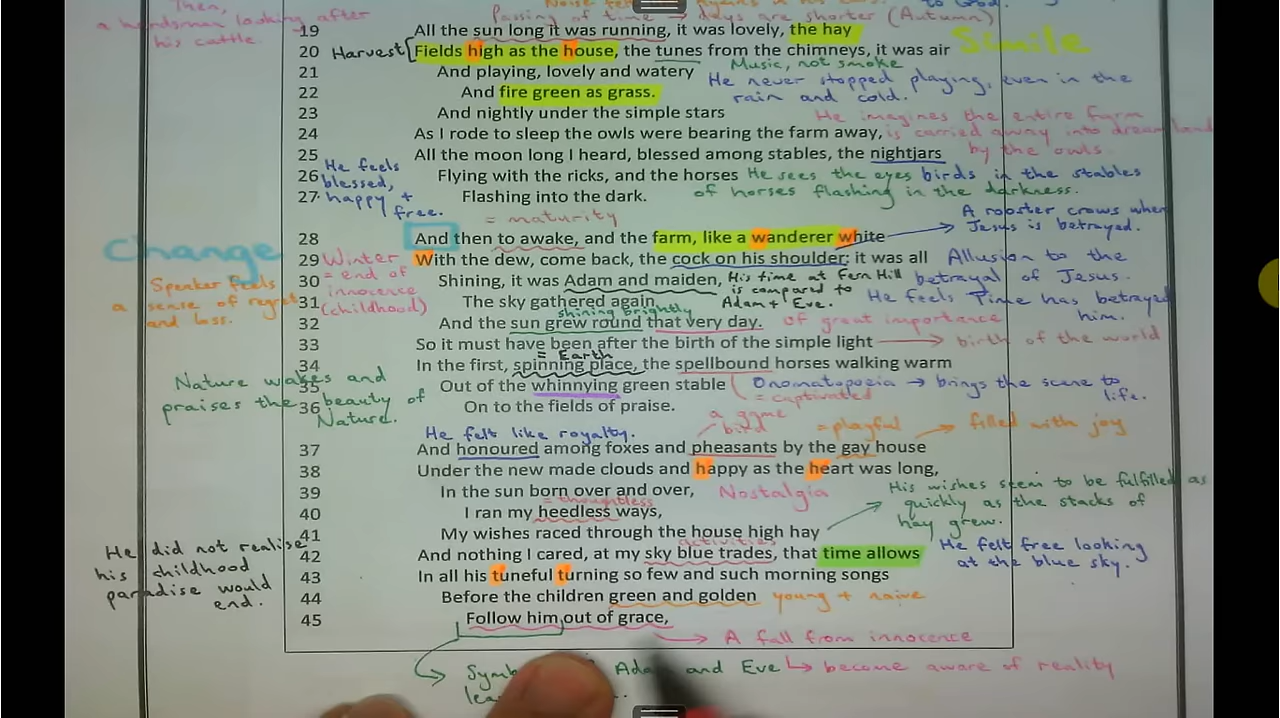 Then,
a herdsman looking after
his cattle.
Passing of time → days are shorter (Autumn)
19 All the sun long it was running, it was lovely, the hay
20 Harvest Fields high as the house, the tunes from the chimneys, it was air Simile
Music, not smoke
21 And playing, lovely and watery He never stopped playing, even in the
22 And fire green as grass. rain and cold.
23 And nightly under the simple stars He imagines the entire farm
24 As I rode to sleep the owls were bearing the farm away, is carried away into dream land
25 All the moon long I heard, blessed among stables, the nightjars by the owls.
He feels
26 blessed, Flying with the ricks, and the horses He sees the eyes birds in the stables
27 happy + Flashing into the dark. of horses flashing in the darkness.
free. = maturity
A rooster crows when
28 Change And then to awake, and the farm, like a wanderer white → Jesus is betrayed.
29 Winter With the dew, come back, the cock on his shoulder: it was all Allusion to the
30 = end of Shining, it was Adam and maiden, His time at Fern Hill betrayal of Jesus.
is compared to
Speaker feels
a sense of regret
and loss.
innocence
31 (childhood) The sky gathered again Adam + Eve. He feels Time has betrayed
him.
shining brightly
32 And the sun grew round that very day. of great importance
33 So it must have been after the birth of the simple light → birth of the world
= Earth
34 In the first, spinning place, the spellbound horses walking warm
35 Out of the whinnying green stable Onomatopoeia → brings the scene to
life.
= captivated
Nature wakes and
praises the beauty of
Nature.
36 On to the fields of praise.
a game
bird
He felt like royalty. = playful → filled with joy
37 And honoured among foxes and pheasants by the gay house
38 Under the new made clouds and happy as the heart was long,
39 In the sun born over and over, Nostalgia
His wishes seem to be fulfilled as
quickly as the stacks of
hay grew.
= thoughtless
40 I ran my heedless ways,
41 My wishes raced through the house high hay
activities
42 And nothing I cared, at my sky blue trades, that time allows He felt free looking
at the blue sky.
He did not realise
his childhood
paradise would
end.
43 In all his tuneful turning so few and such morning songs
44 Before the children green and golden young + naive
45 Follow him out of grace,
→ A fall from innocence
Adam and Eve ↳ become aware of reality